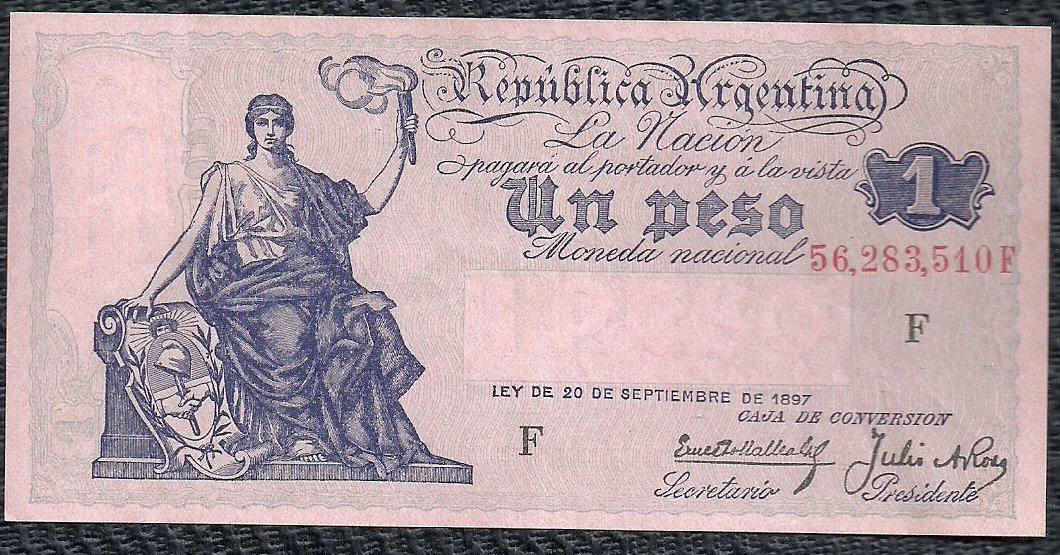 República Argentina
La Nación
pagará al portador y á la vista
Un peso
1
Moneda nacional
56,283,510F
F
LEY DE 20 DE SEPTIEMBRE DE 1897
CAJA DE CONVERSION
F
Julio A Roca
Secretario
Presidente